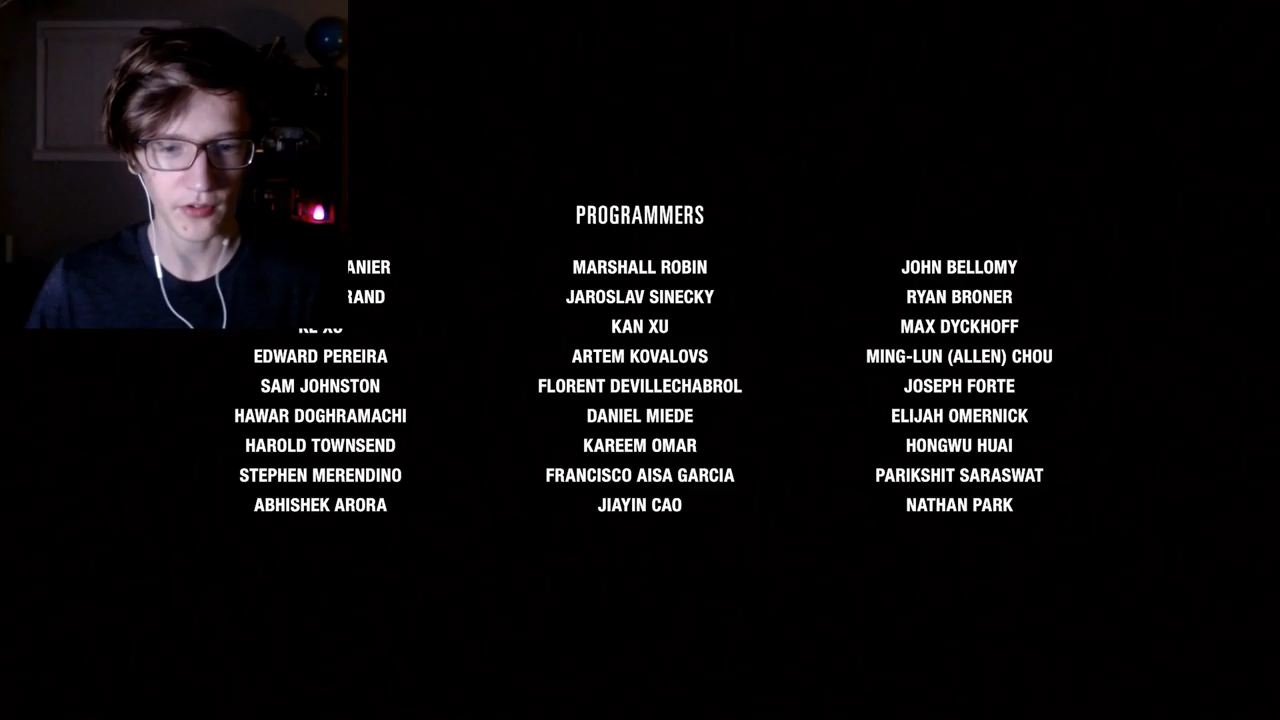 PROGRAMMERS
MARSHALL ROBIN JOHN BELLOMY
JAROSLAV SINECKY RYAN BRONER
KAN XU MAX DYCKHOFF
EDWARD PEREIRA ARTEM KOVALOVS MING-LUN (ALLEN) CHOU
SAM JOHNSTON FLORENT DEVILLECHABROL JOSEPH FORTE
HAWAR DOGHRAMACHI DANIEL MIEDE ELIJAH OMERNICK
HAROLD TOWNSEND KAREEM OMAR HONGWU HUAI
STEPHEN MERENDINO FRANCISCO AISA GARCIA PARIKSHIT SARASWAT
ABHISHEK ARORA JIAYIN CAO NATHAN PARK